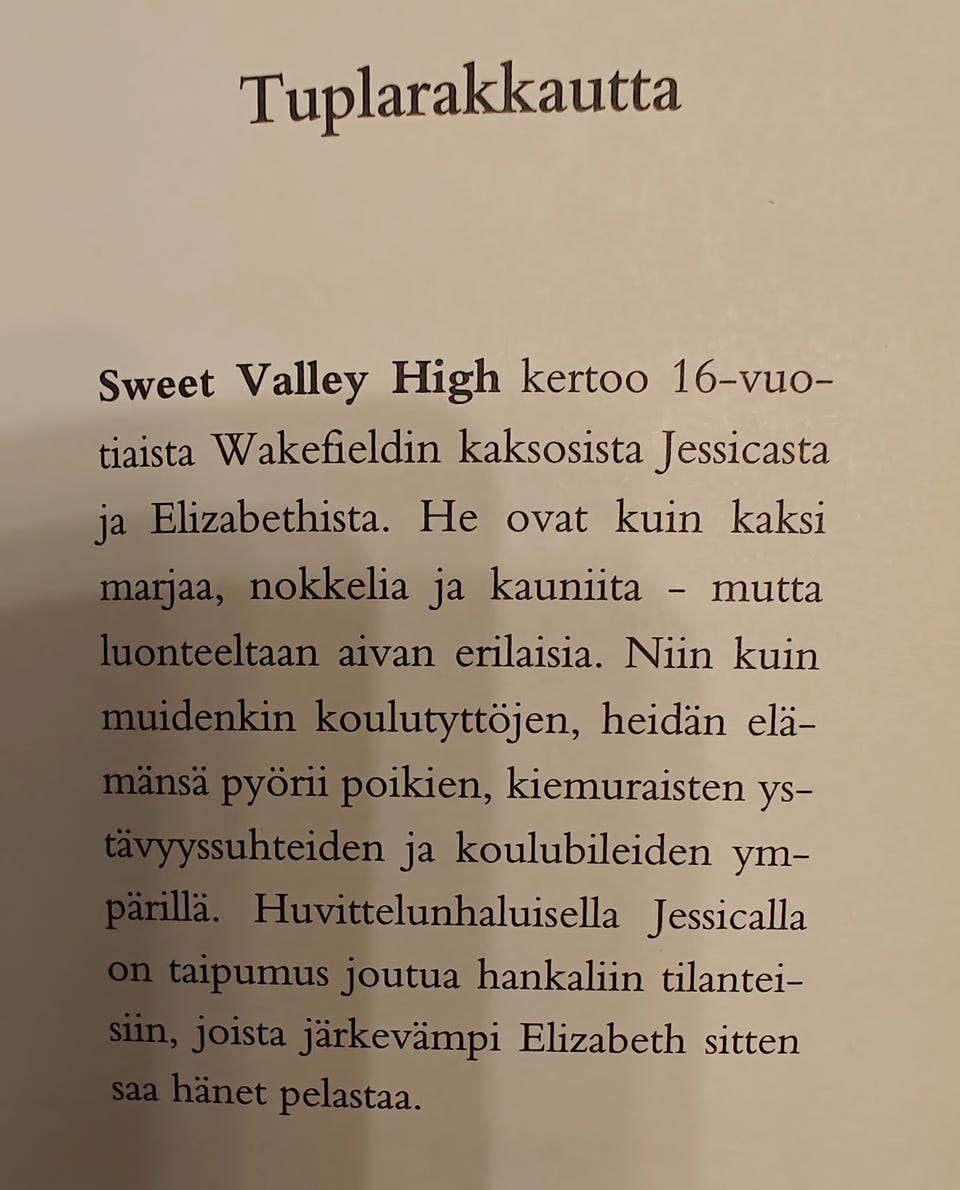 Tuplarakkautta
Sweet Valley High kertoo 16-vuo-
tiaista Wakefieldin kaksosista Jessicasta
ja Elizabethista. He ovat kuin kaksi
marjaa, nokkelia ja kauniita – mutta
luonteeltaan aivan erilaisia. Niin kuin
muidenkin koulutyttöjen, heidän elä-
mänsä pyörii poikien, kiemuraisten ys-
tävyyssuhteiden ja koulubileiden ym-
pärillä. Huvittelunhaluisella Jessicalla
on taipumus joutua hankaliin tilantei-
siin, joista järkevämpi Elizabeth sitten
saa hänet pelastaa.